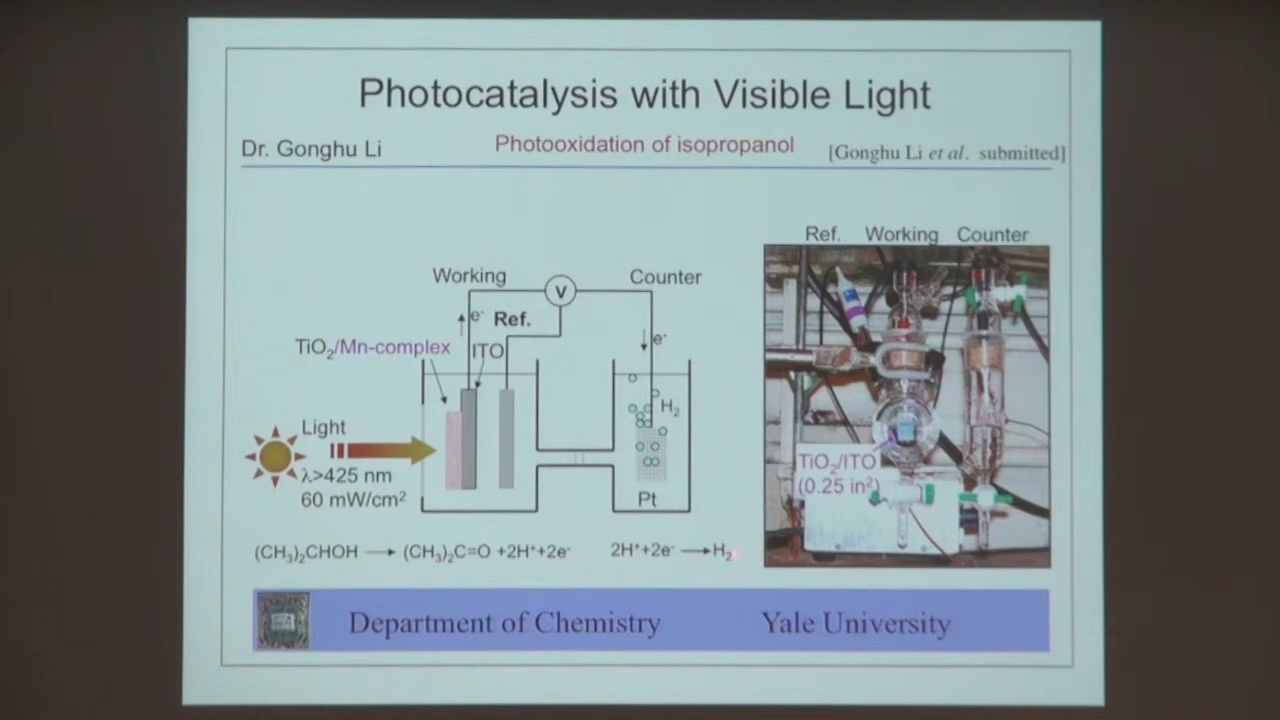 Photocatalysis with Visible Light
Dr. Gonghu Li
Photooxidation of isopropanol
[Gonghu Li et al. submitted]
Ref. Working Counter
Working
V
Counter
e⁻
Ref.
e⁻
TiO₂/Mn-complex
ITO
H₂
Light
λ>425 nm
60 mW/cm²
Pt
TiO₂/ITO
(0.25 in²)
(CH₃)₂CHOH → (CH₃)₂C=O +2H⁺+2e⁻
2H⁺+2e⁻ → H₂
Department of Chemistry Yale University